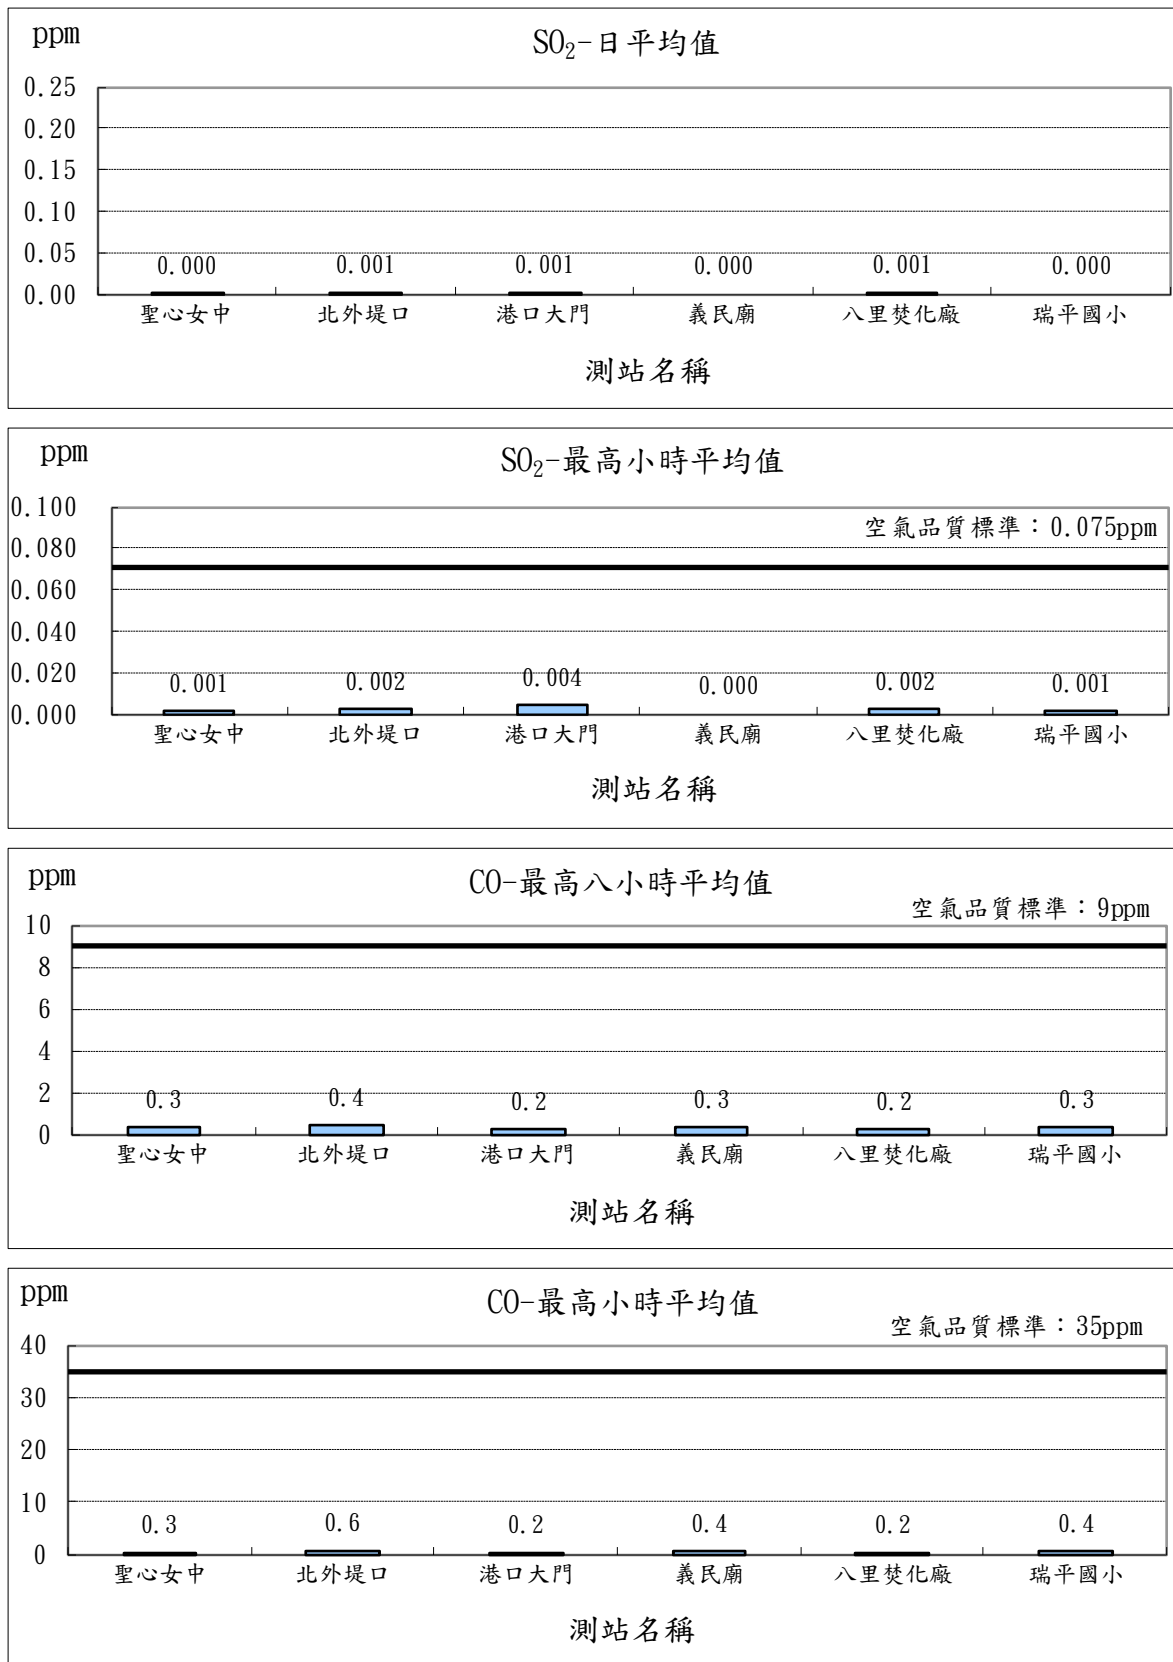 ppm
SO₂-日平均值
0.25
0.20
0.15
0.10
0.05
0.00
0.000 0.001 0.001 0.000 0.001 0.000
聖心女中 北外堤口 港口大門 義民廟 八里焚化廠 瑞平國小
測站名稱
ppm
SO₂-最高小時平均值
空氣品質標準：0.075ppm
0.100
0.080
0.060
0.040
0.020
0.000
0.001 0.002 0.004 0.000 0.002 0.001
聖心女中 北外堤口 港口大門 義民廟 八里焚化廠 瑞平國小
測站名稱
ppm
CO-最高八小時平均值
空氣品質標準：9ppm
10
8
6
4
2
0
0.3 0.4 0.2 0.3 0.2 0.3
聖心女中 北外堤口 港口大門 義民廟 八里焚化廠 瑞平國小
測站名稱
ppm
CO-最高小時平均值
空氣品質標準：35ppm
40
30
20
10
0
0.3 0.6 0.2 0.4 0.2 0.4
聖心女中 北外堤口 港口大門 義民廟 八里焚化廠 瑞平國小
測站名稱